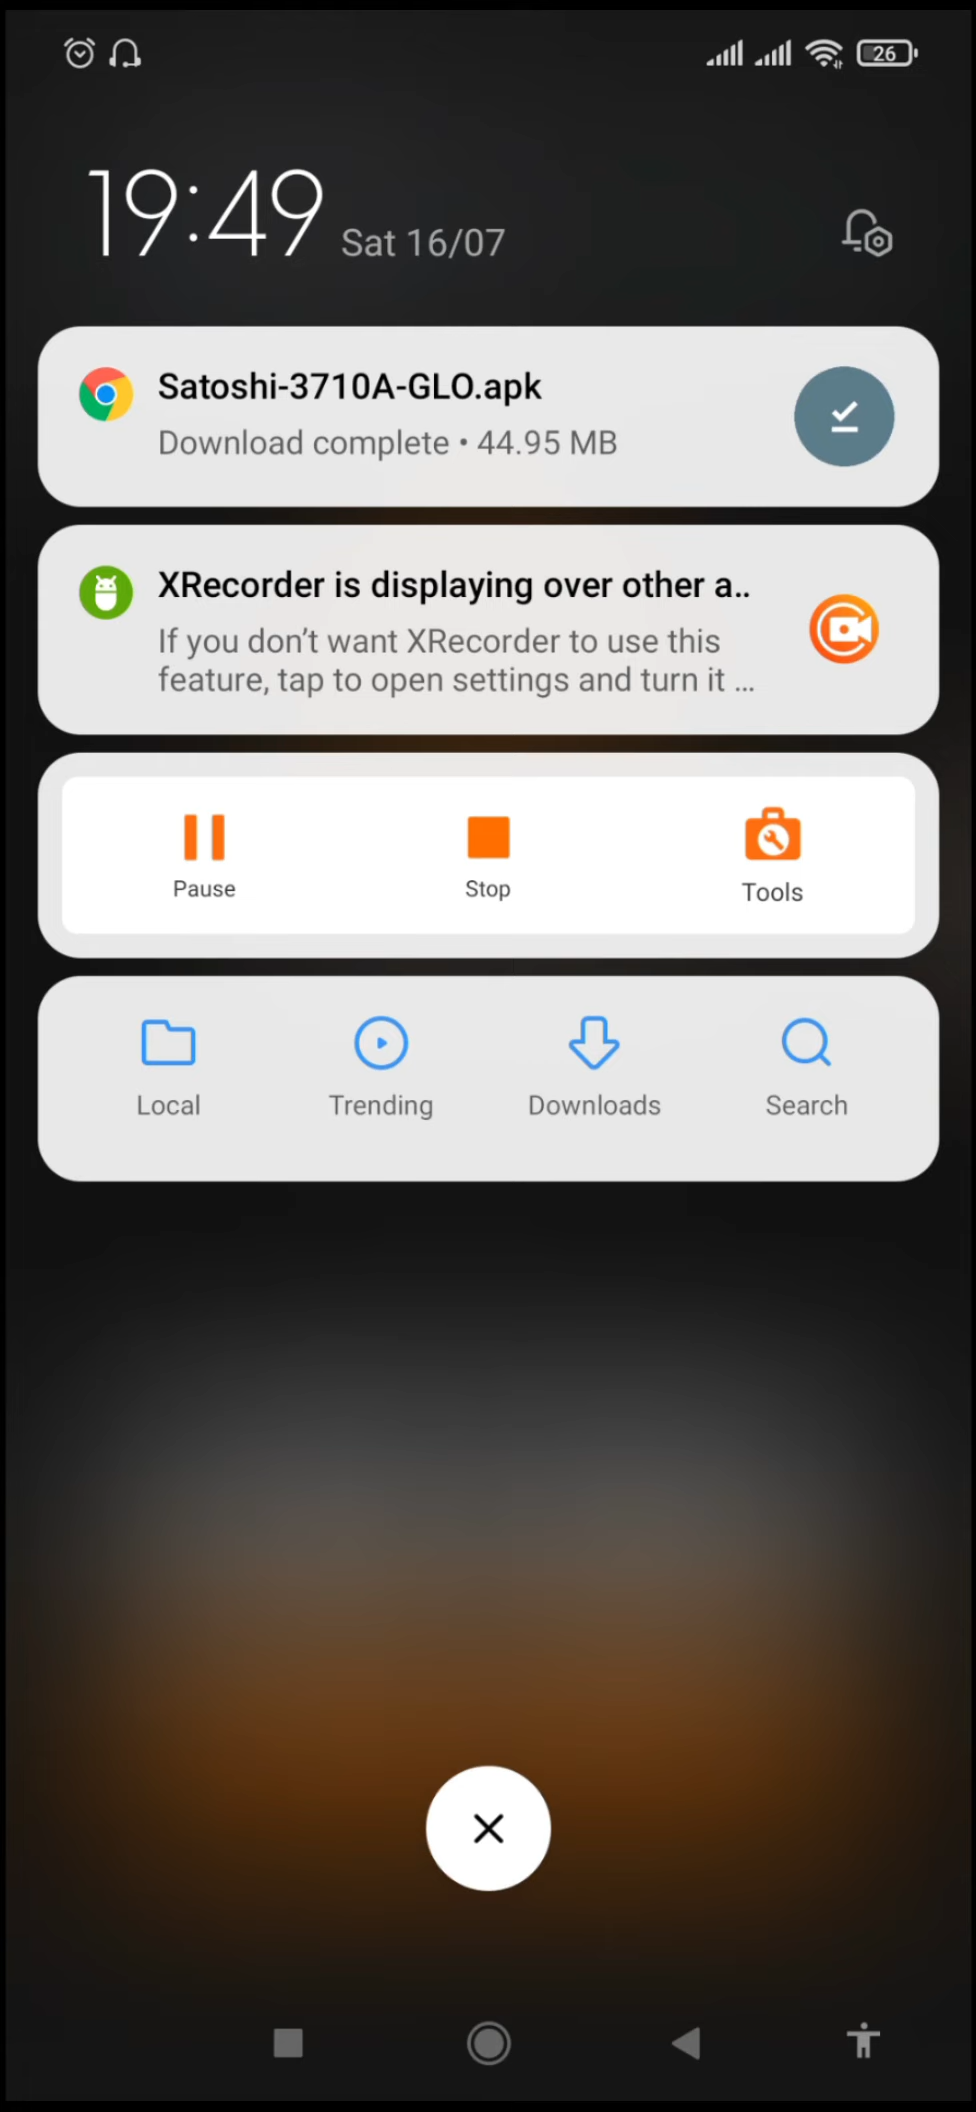 26
19:49 Sat 16/07
Satoshi-3710A-GLO.apk
Download complete • 44.95 MB
XRecorder is displaying over other a..
If you don't want XRecorder to use this
feature, tap to open settings and turn it ...
Pause Stop Tools
Local Trending Downloads Search